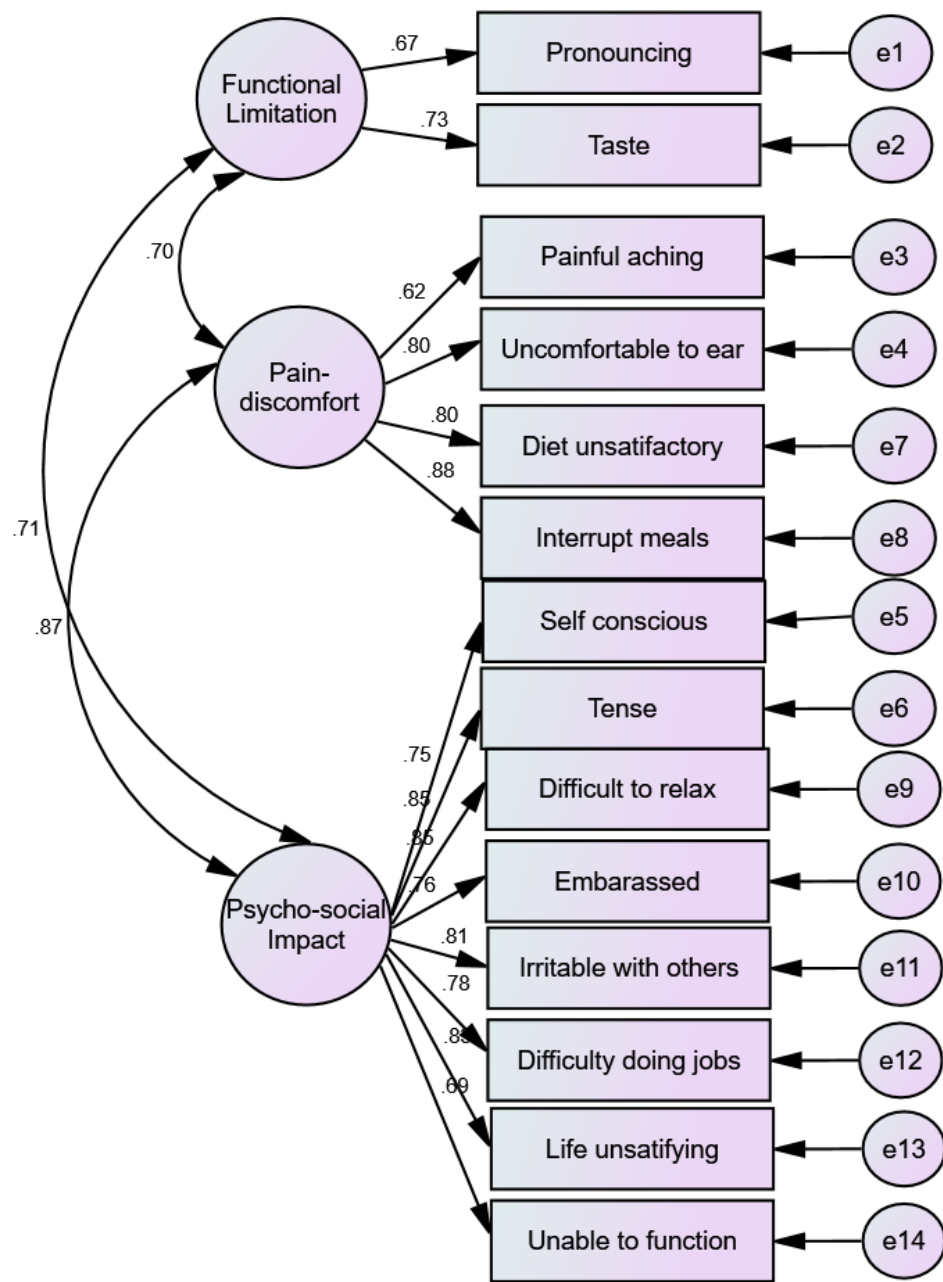 Functional
Limitation
.67
Pronouncing
e1
.73
Taste
e2
.70
Pain-
discomfort
.62
Painful aching
e3
.80
Uncomfortable to ear
e4
.80
Diet unsatifactory
e7
.88
Interrupt meals
e8
.71
.87
Psycho-social
Impact
.75
Self conscious
e5
.85
Tense
e6
.85
Difficult to relax
e9
.76
Embarassed
e10
.81
Irritable with others
e11
.78
Difficulty doing jobs
e12
Life unsatifying
e13
.69
Unable to function
e14